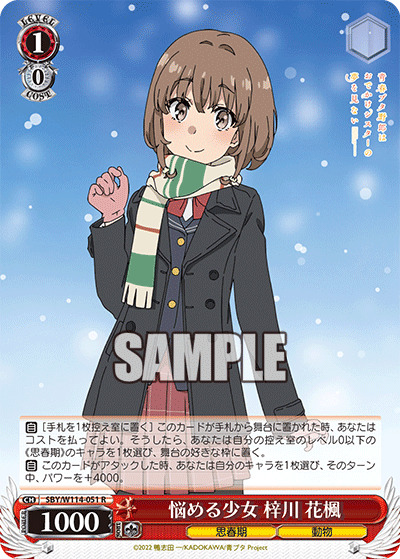 LEVEL
1
0
COST
青春ブタ野郎は
おでかけシスターの
夢を見ない
SAMPLE
自 [手札を1枚控え室に置く] このカードが手札から舞台に置かれた時、あなたは
コストを払ってよい。そうしたら、あなたは自分の控え室のレベル0以下の
《思春期》のキャラを1枚選び、舞台の好きな枠に置く。
自 このカードがアタックした時、あなたは自分のキャラを1枚選び、そのターン
中、パワーを+4000。
CH SBY/W114-051 R
1000
悩める少女 梓川 花楓
思春期
動物
©2022 鴨志田 一/KADOKAWA/青ブタ Project